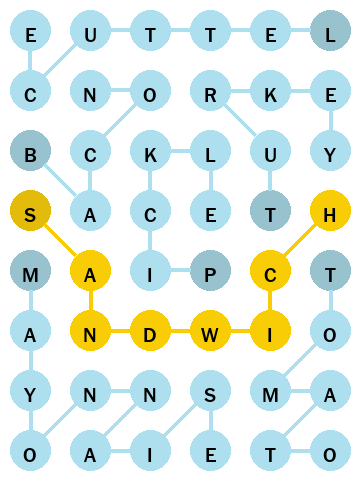 E U T T E L
C N O R K E
B C K L U Y
S A C E T H
M A I P C T
A N D W I O
Y N N S M A
O A I E T O